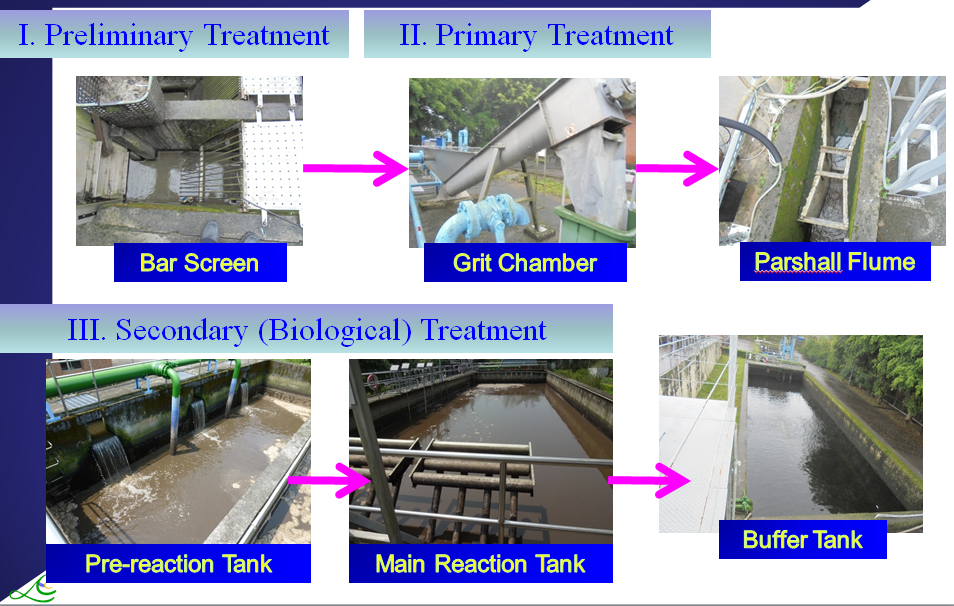 I. Preliminary Treatment
II. Primary Treatment
Bar Screen
Grit Chamber
Parshall Flume
III. Secondary (Biological) Treatment
Pre-reaction Tank
Main Reaction Tank
Buffer Tank